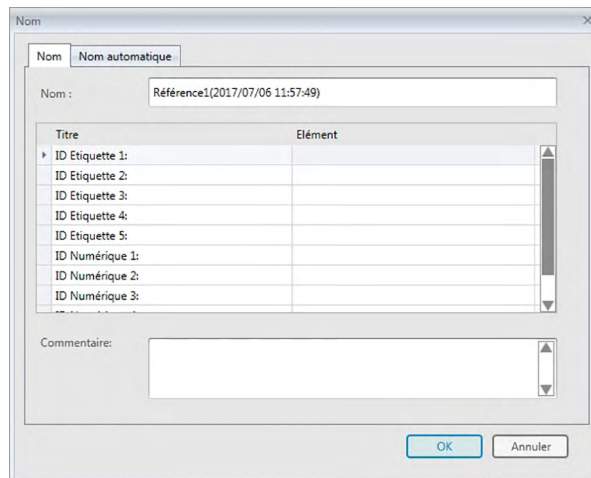 Nom
Nom Nom automatique
Nom : Référence1(2017/07/06 11:57:49)
Titre Elément
ID Etiquette 1:
ID Etiquette 2:
ID Etiquette 3:
ID Etiquette 4:
ID Etiquette 5:
ID Numérique 1:
ID Numérique 2:
ID Numérique 3:
Commentaire:
OK Annuler